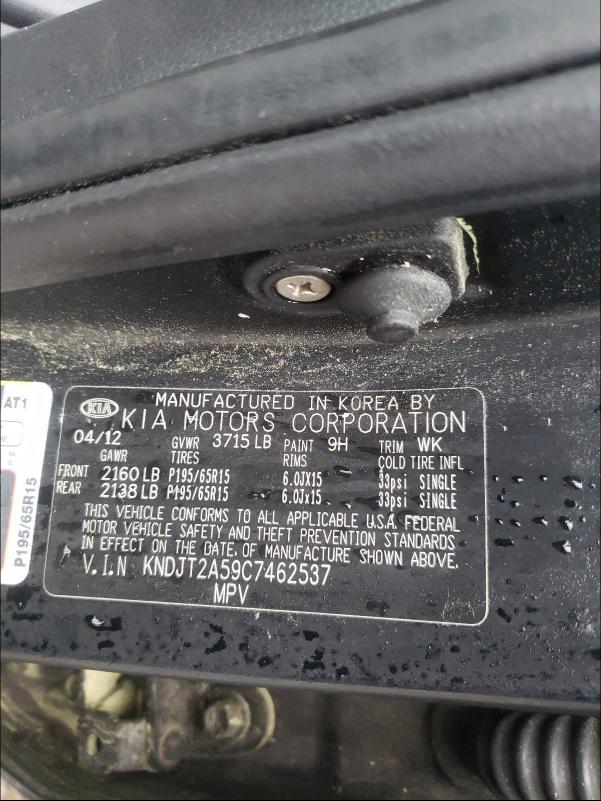 MANUFACTURED IN KOREA BY
KIA KIA MOTORS CORPORATION
04/12 GVWR 3715 LB PAINT 9H TRIM WK
GAWR TIRES RIMS COLD TIRE INFL
FRONT 2160 LB P195/65R15 6.0JX15 33psi SINGLE
REAR 2138 LB P195/65R15 6.0Jx15 33psi SINGLE
THIS VEHICLE CONFORMS TO ALL APPLICABLE U.S.A. FEDERAL
MOTOR VEHICLE SAFETY AND THEFT PREVENTION STANDARDS
IN EFFECT ON THE DATE OF MANUFACTURE SHOWN ABOVE.
V.I.N KNDJT2A59C7462537
MPV
AT1
P195/65R15